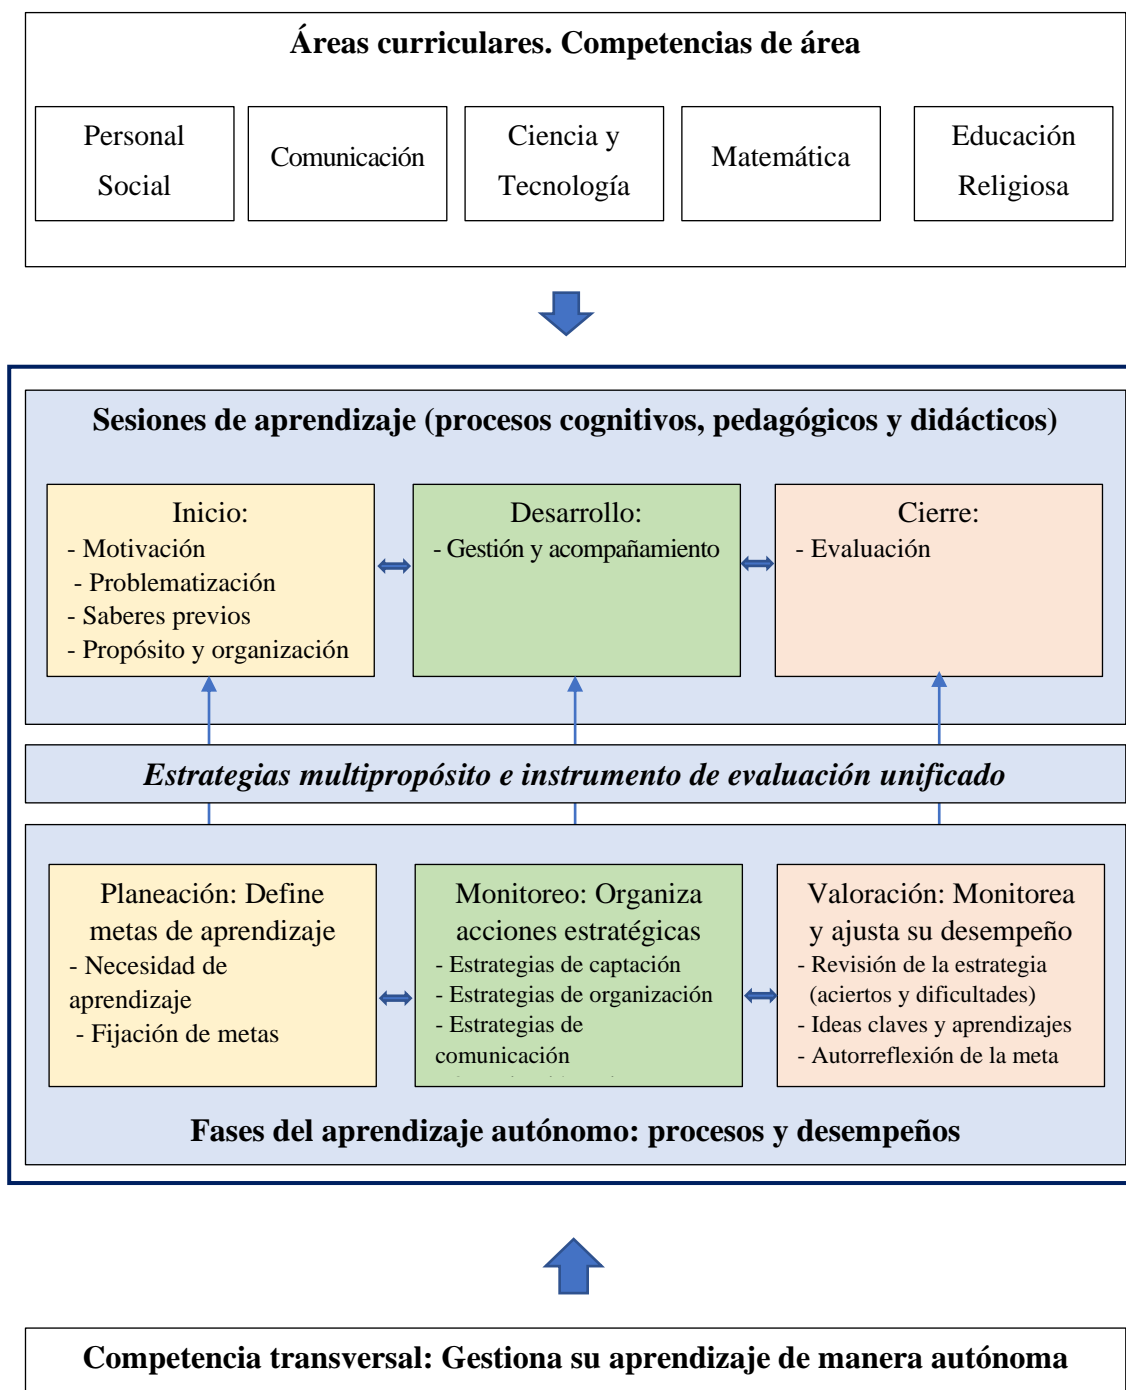 Áreas curriculares. Competencias de área
Personal
Social
Comunicación
Ciencia y
Tecnología
Matemática
Educación
Religiosa
Sesiones de aprendizaje (procesos cognitivos, pedagógicos y didácticos)
Inicio:
- Motivación
- Problematización
- Saberes previos
- Propósito y organización
Desarrollo:
- Gestión y acompañamiento
Cierre:
- Evaluación
Estrategias multipropósito e instrumento de evaluación unificado
Planeación: Define
metas de aprendizaje
- Necesidad de
aprendizaje
- Fijación de metas
Monitoreo: Organiza
acciones estratégicas
- Estrategias de captación
- Estrategias de organización
- Estrategias de
comunicación
Valoración: Monitorea
y ajusta su desempeño
- Revisión de la estrategia
(aciertos y dificultades)
- Ideas claves y aprendizajes
- Autorreflexión de la meta
Fases del aprendizaje autónomo: procesos y desempeños
Competencia transversal: Gestiona su aprendizaje de manera autónoma